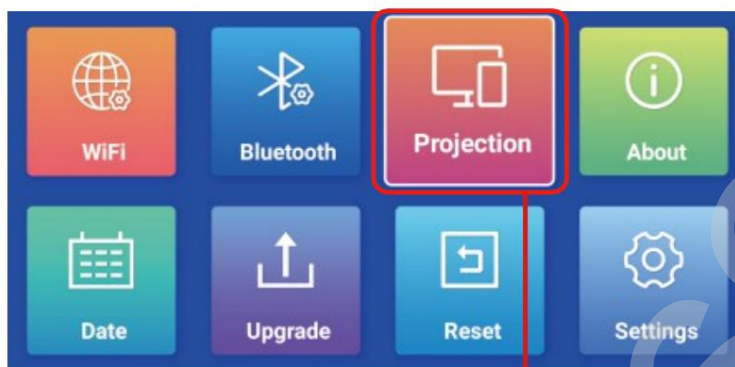 WiFi
Bluetooth
Projection
About
Date
Upgrade
Reset
Settings